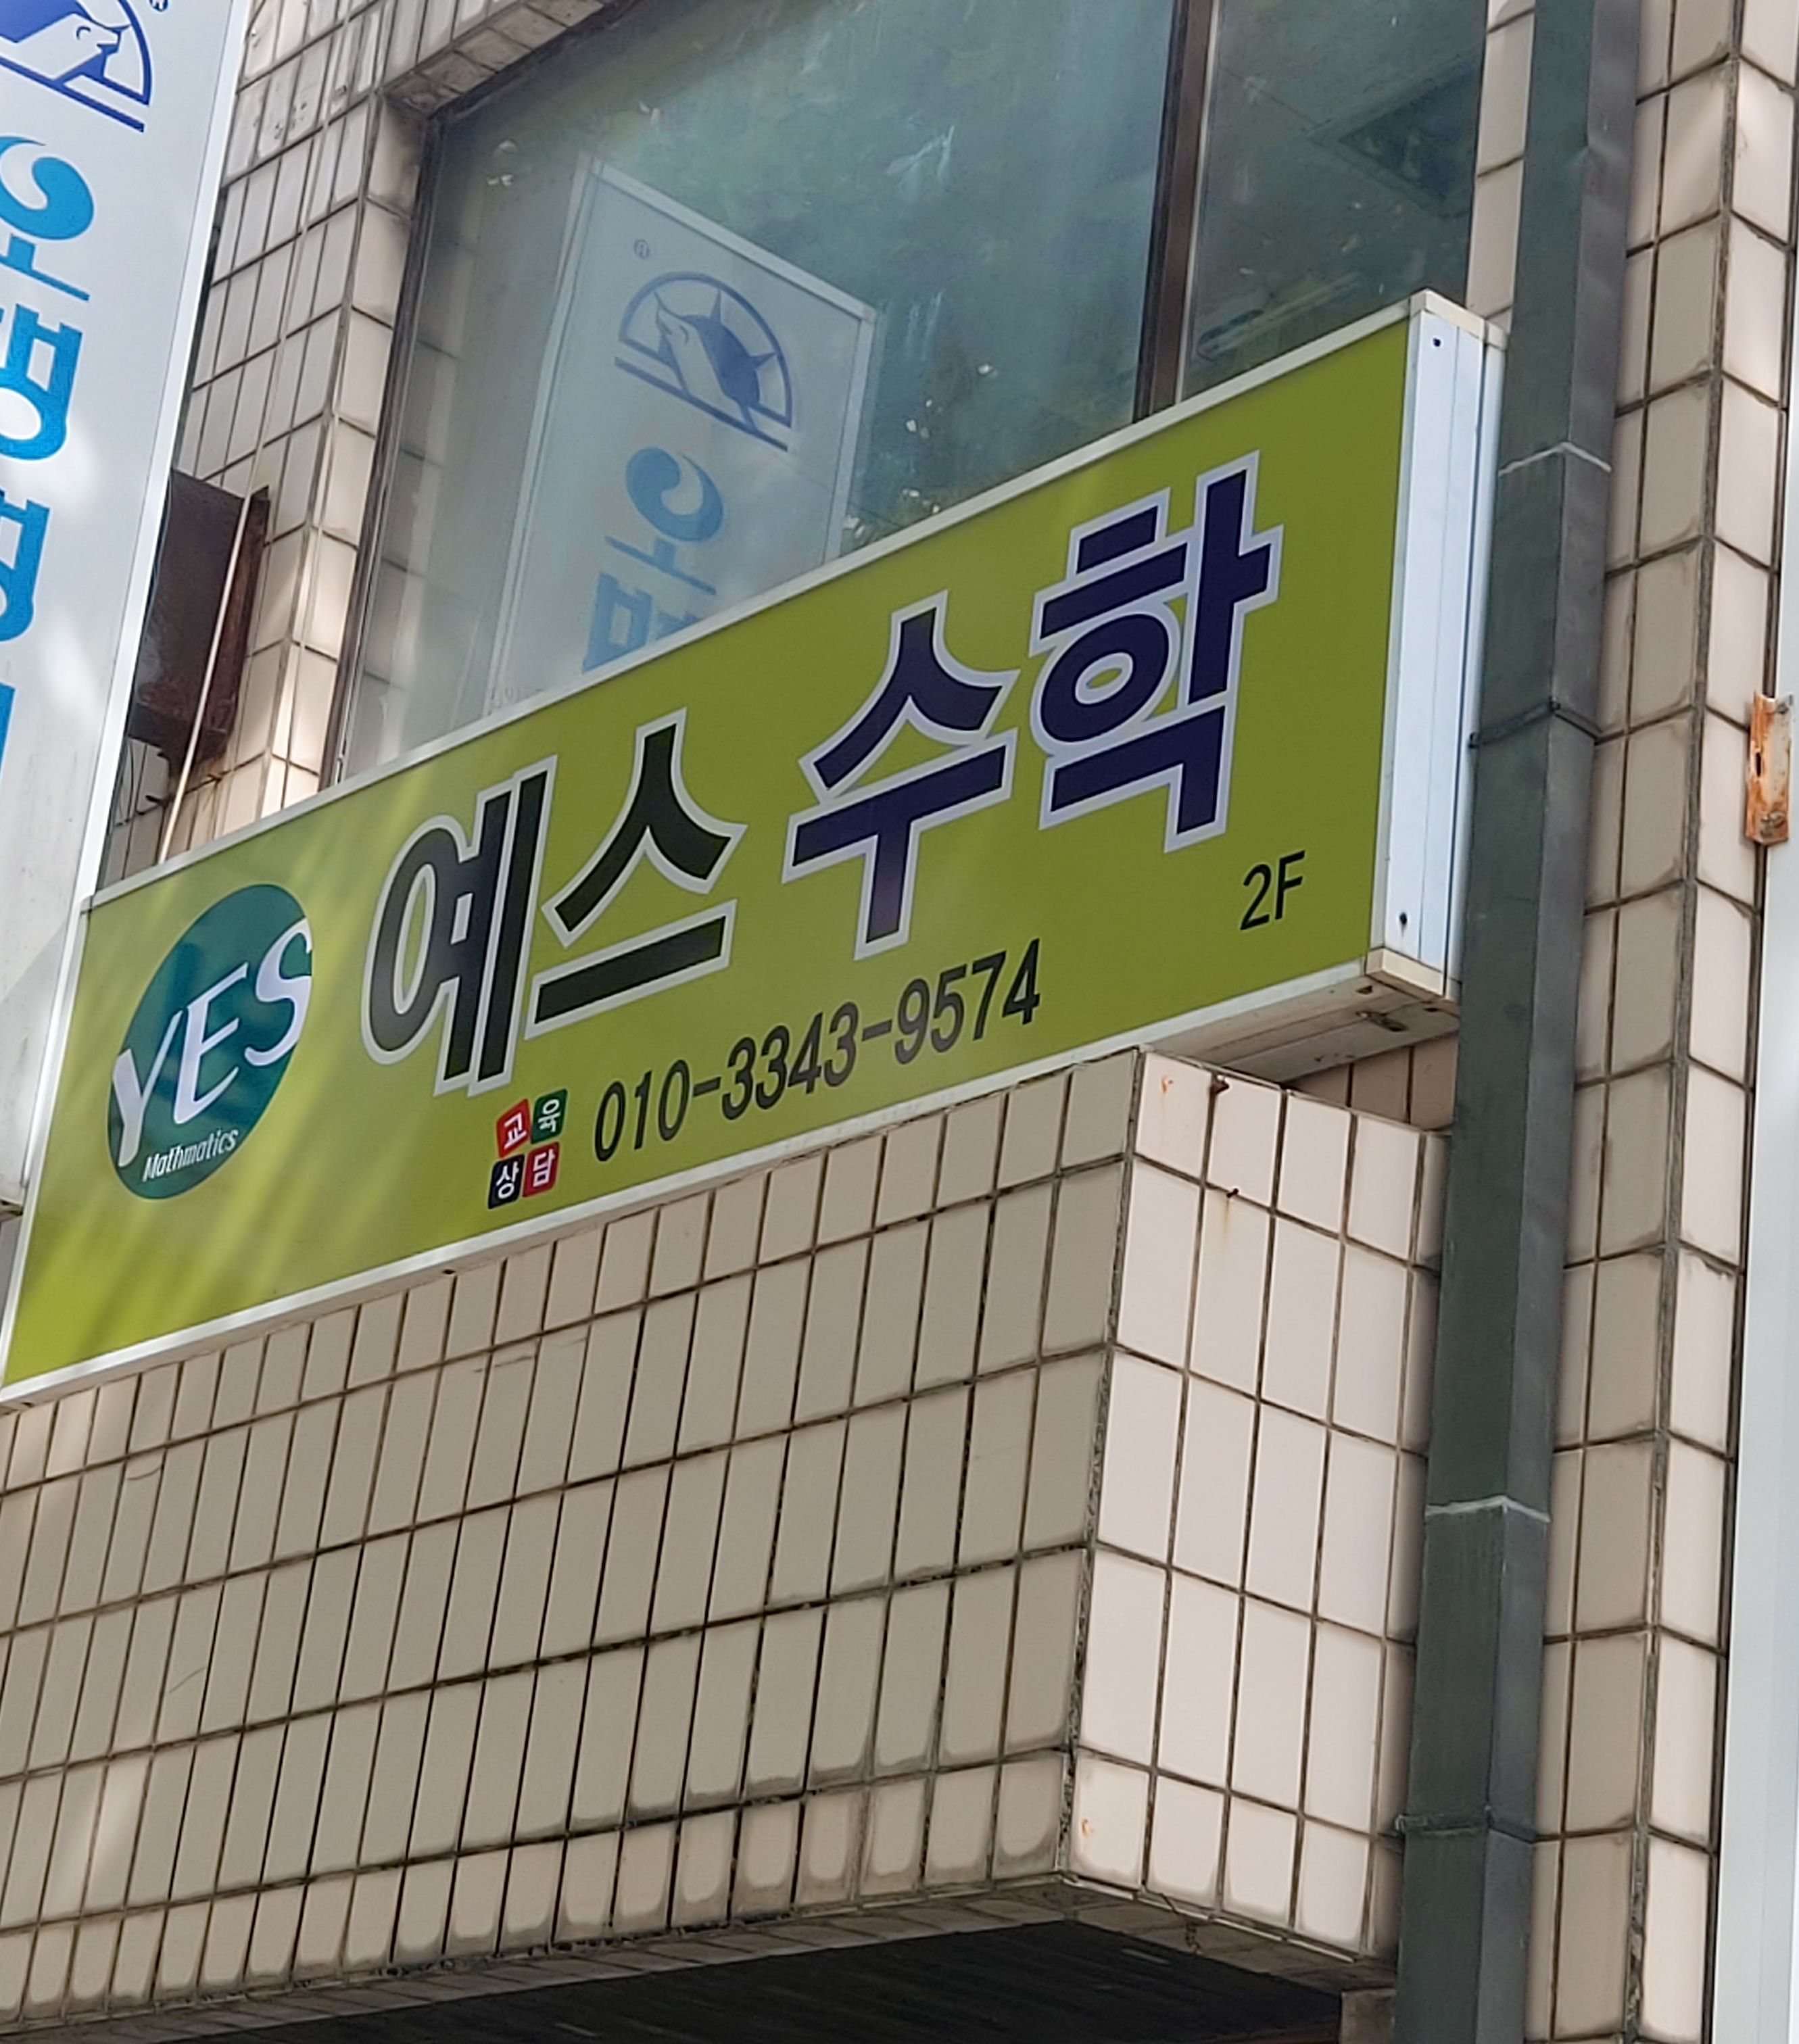 YES
Mathmatics
예스 수학
2F
교육
상담
010-3343-9574